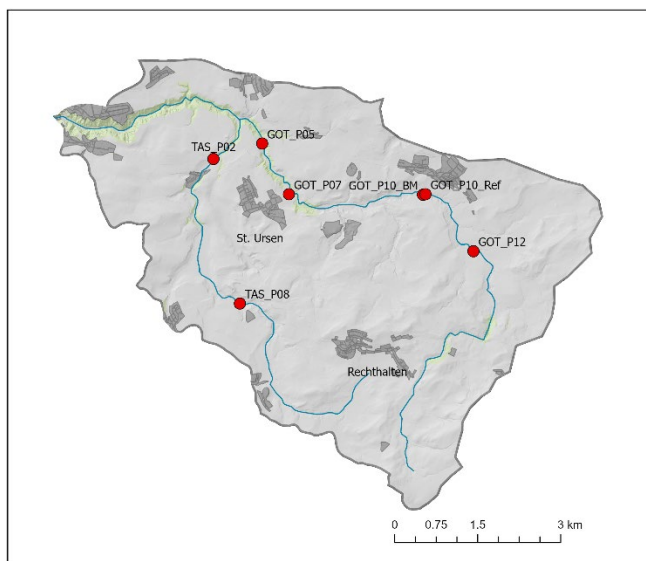 GOT_P05
TAS_P02
GOT_P07
GOT_P10_BM
GOT_P10_Ref
St. Ursen
GOT_P12
TAS_P08
Rechthalten
0 0.75 1.5 3 km